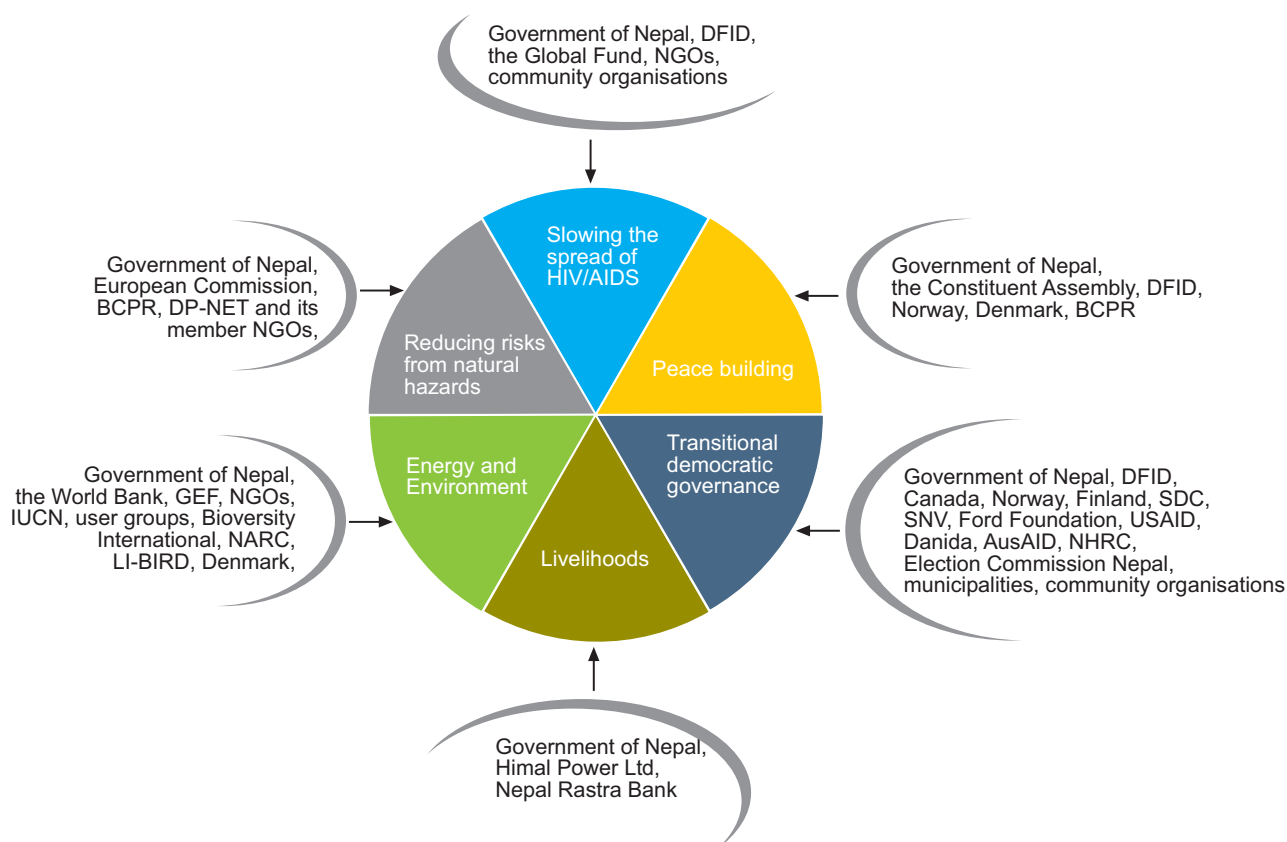 Government of Nepal, DFID,
the Global Fund, NGOs,
community organisations
Slowing the
spread of
HIV/AIDS
Government of Nepal,
European Commission,
BCPR, DP-NET and its
member NGOs,
Government of Nepal,
the Constituent Assembly, DFID,
Norway, Denmark, BCPR
Reducing risks
from natural
hazards
Peace building
Government of Nepal,
the World Bank, GEF, NGOs,
IUCN, user groups, Bioversity
International, NARC,
LI-BIRD, Denmark,
Energy and
Environment
Transitional
democratic
governance
Government of Nepal, DFID,
Canada, Norway, Finland, SDC,
SNV, Ford Foundation, USAID,
Danida, AusAID, NHRC,
Election Commission Nepal,
municipalities, community organisations
Livelihoods
Government of Nepal,
Himal Power Ltd,
Nepal Rastra Bank